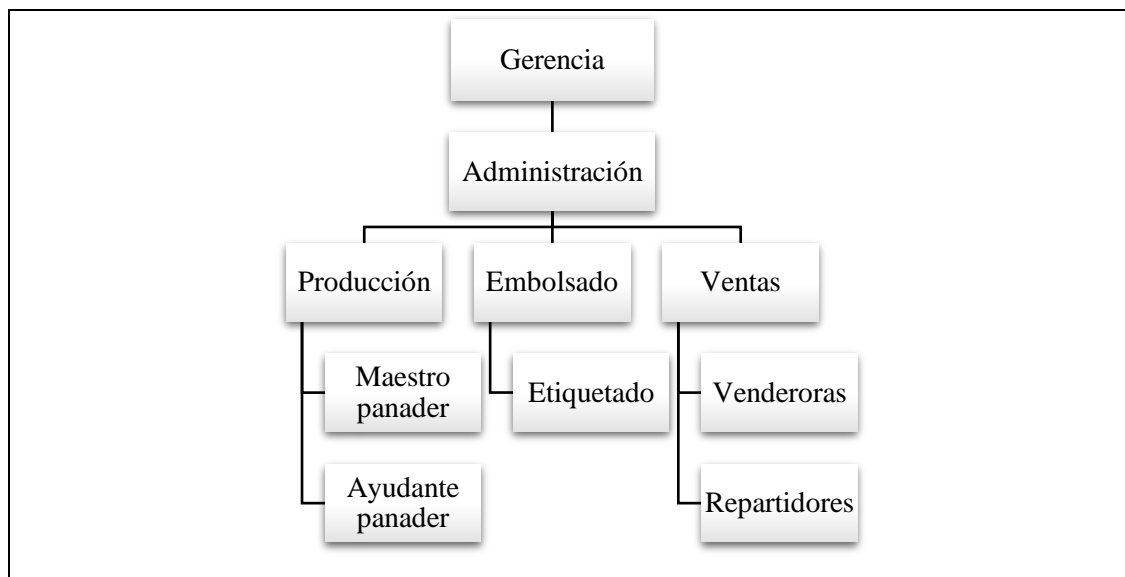 Gerencia
Administración
Producción
Embolsado
Ventas
Maestro
panader
Etiquetado
Venderoras
Ayudante
panader
Repartidores